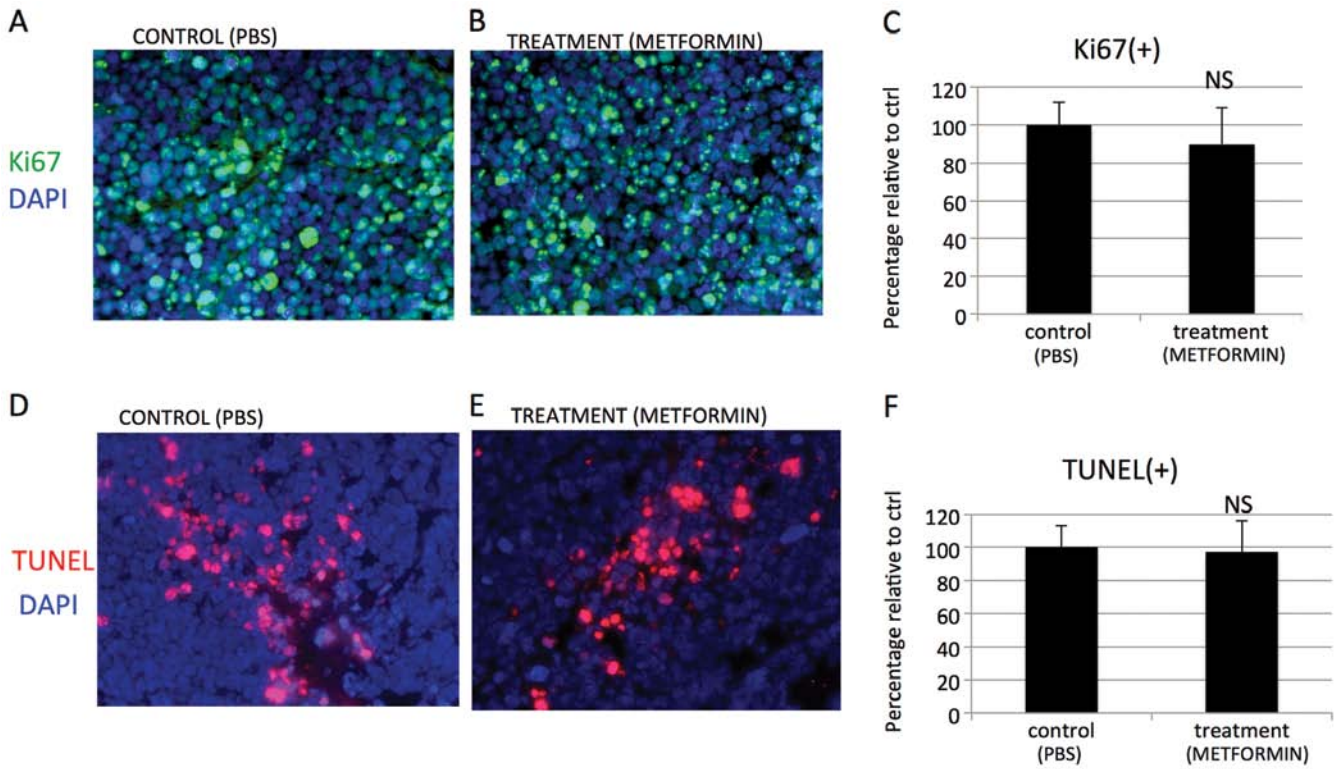 A
CONTROL (PBS)
Ki67
DAPI
B
TREATMENT (METFORMIN)
C
Ki67(+)
NS
Percentage relative to ctrl
120
100
80
60
40
20
0
control
(PBS)
treatment
(METFORMIN)
D
CONTROL (PBS)
TUNEL
DAPI
E
TREATMENT (METFORMIN)
F
TUNEL(+)
NS
Percentage relative to ctrl
120
100
80
60
40
20
0
control
(PBS)
treatment
(METFORMIN)